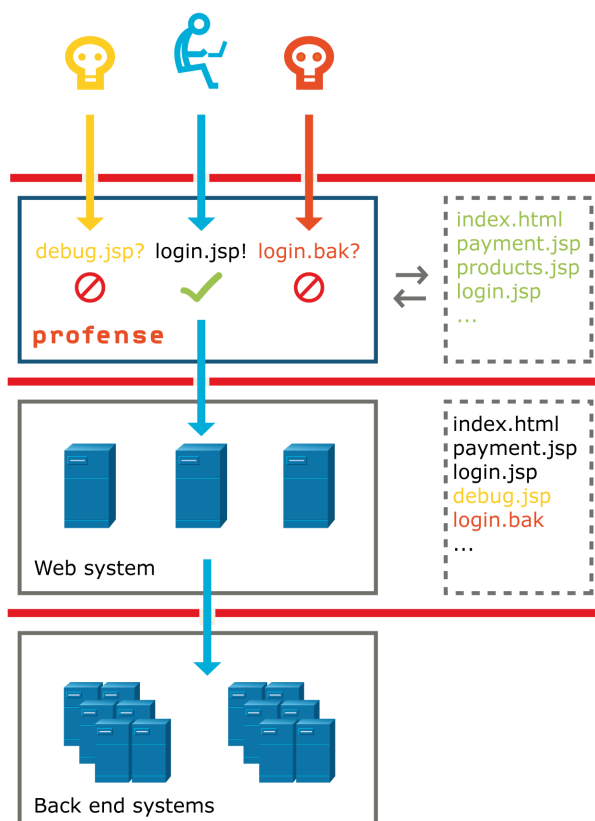 debug.jsp? login.jsp! login.bak?
profense
index.html
payment.jsp
products.jsp
login.jsp
...
index.html
payment.jsp
login.jsp
debug.jsp
login.bak
...
Web system
Back end systems